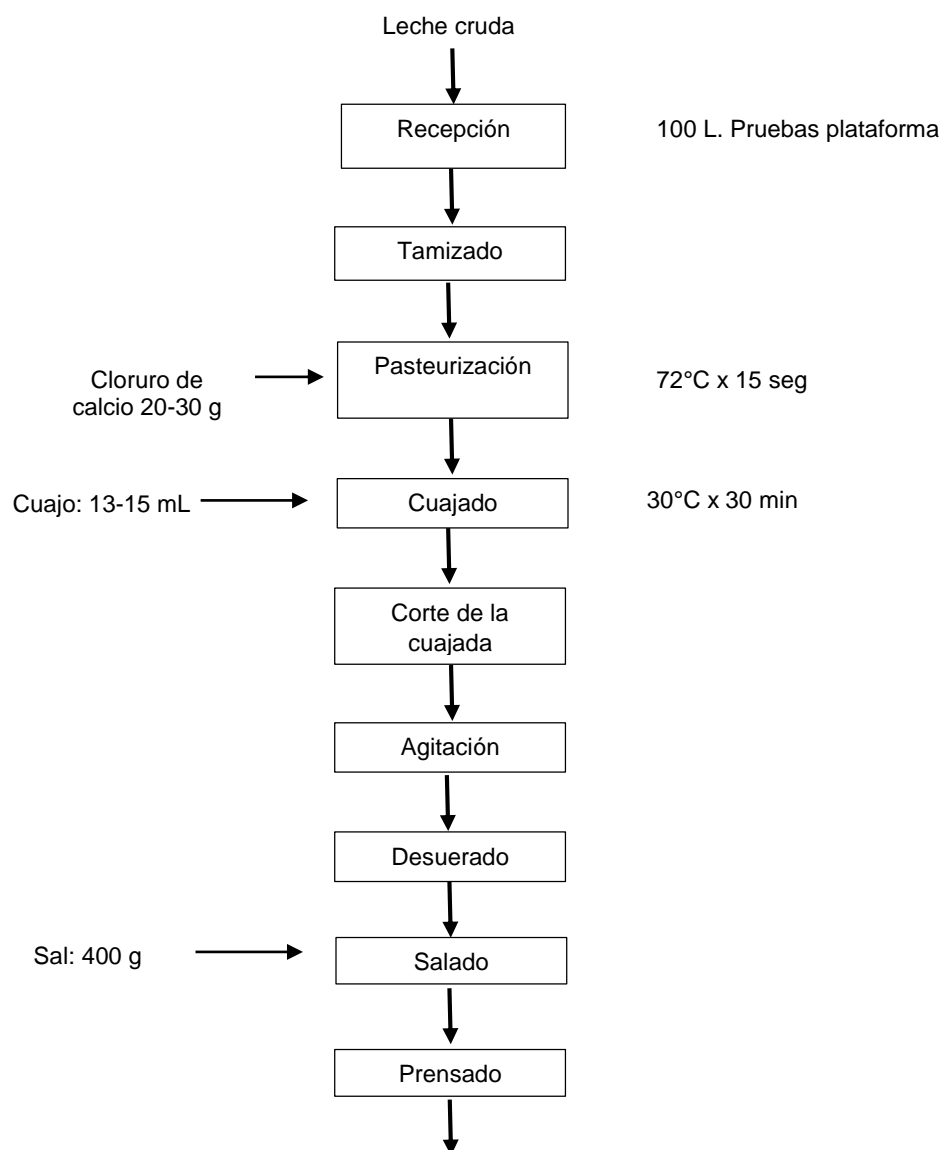 Leche cruda
Recepción
100 L. Pruebas plataforma
Tamizado
Pasteurización
Cloruro de
calcio 20-30 g
72°C x 15 seg
Cuajo: 13-15 mL
Cuajado
30°C x 30 min
Corte de la
cuajada
Agitación
Desuerado
Sal: 400 g
Salado
Prensado